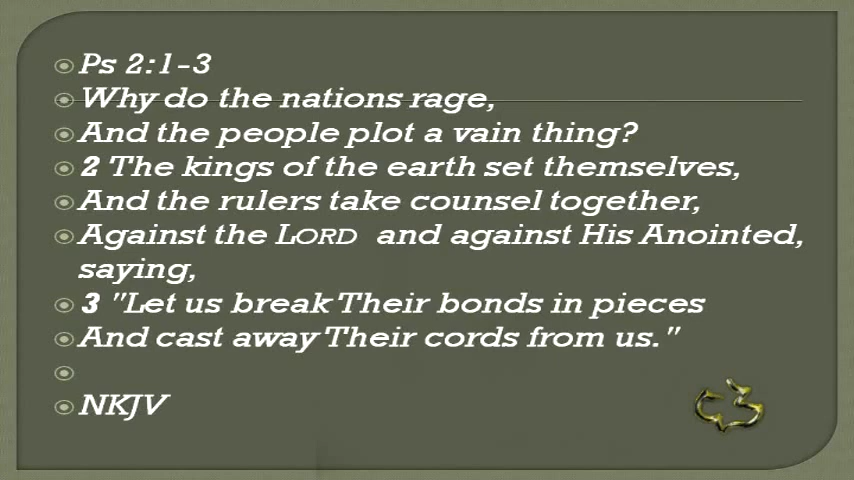 Ps 2:1-3
Why do the nations rage,
And the people plot a vain thing?
2 The kings of the earth set themselves,
And the rulers take counsel together,
Against the LORD and against His Anointed,
saying,
3 "Let us break Their bonds in pieces
And cast away Their cords from us."
NKJV
C3